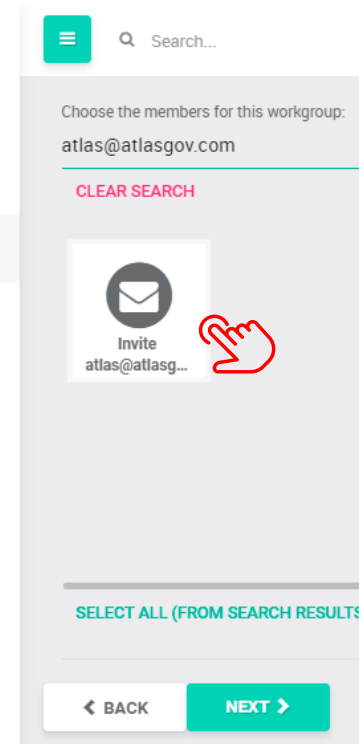 Search...
Choose the members for this workgroup:
atlas@atlasgov.com
CLEAR SEARCH
Invite
atlas@atlasg...
SELECT ALL (FROM SEARCH RESULTS
BACK
NEXT